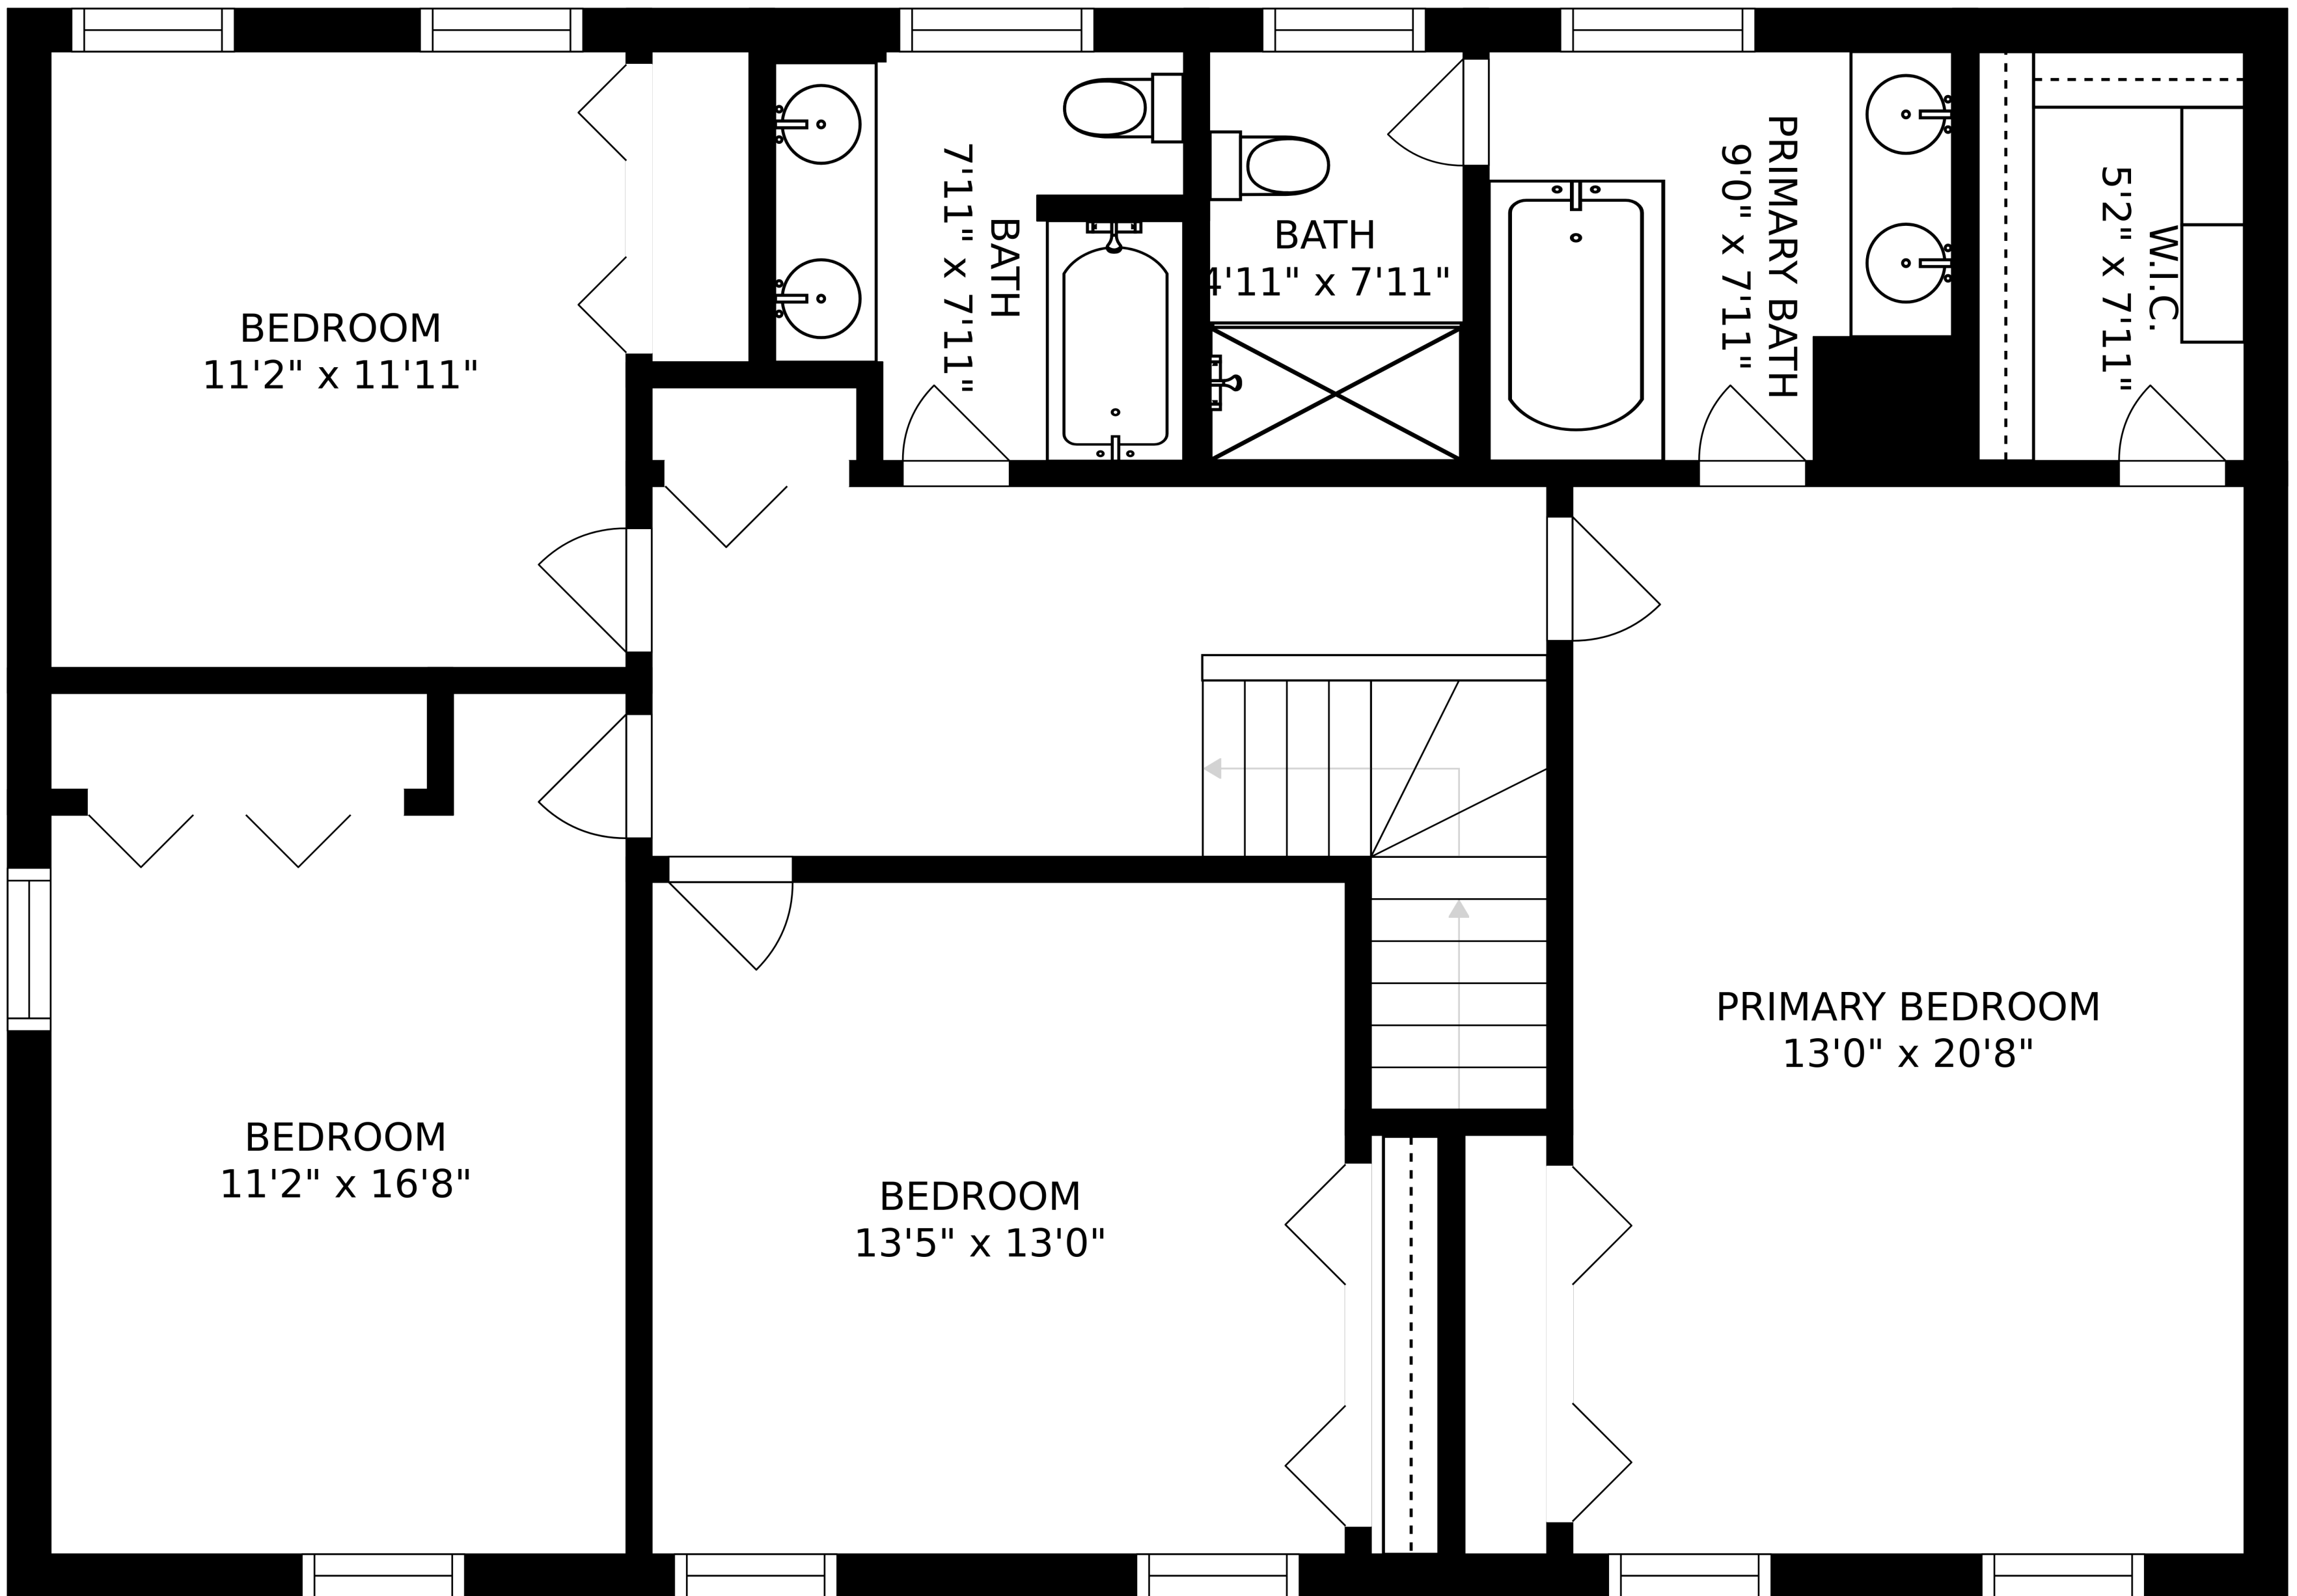 BEDROOM
11'2" x 11'11"
BATH
7'11" x 7'11"
BATH
4'11" x 7'11"
PRIMARY BATH
9'0" x 7'11"
W.I.C.
5'2" x 7'11"
BEDROOM
11'2" x 16'8"
BEDROOM
13'5" x 13'0"
PRIMARY BEDROOM
13'0" x 20'8"